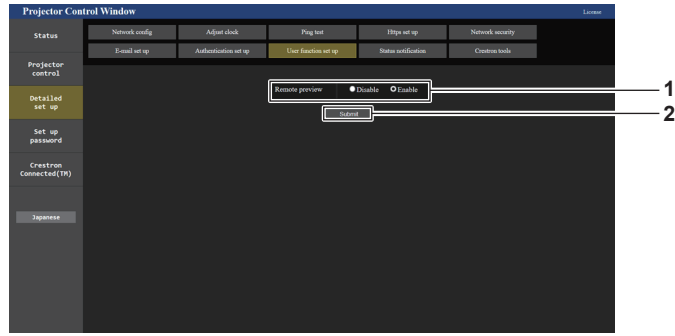 Projector Control Window
License
Status
Network config
Adjust clock
Ping test
Https set up
Network security
E-mail set up
Authentication set up
User function set up
Status notification
Crestron tools
Projector
control
Detailed
set up
Set up
password
Crestron
Connected(TM)
Japanese
Remote preview
Disable
Enable
1
Submit
2